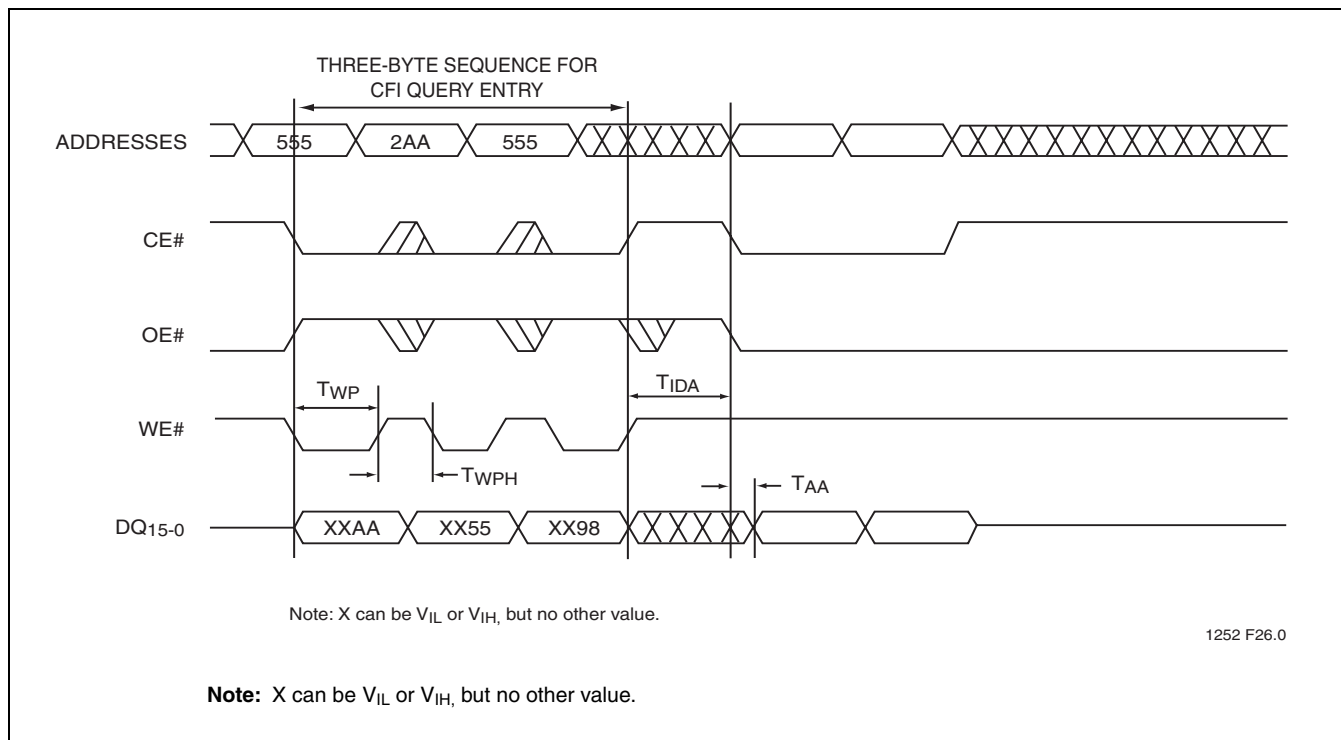 THREE-BYTE SEQUENCE FOR
CFI QUERY ENTRY
ADDRESSES 555 2AA 555
CE#
OE#
TWP TIDA
WE#
TWPH TAA
DQ15-0 XXAA XX55 XX98
Note: X can be VIL or VIH, but no other value.
1252 F26.0
Note: X can be VIL or VIH, but no other value.